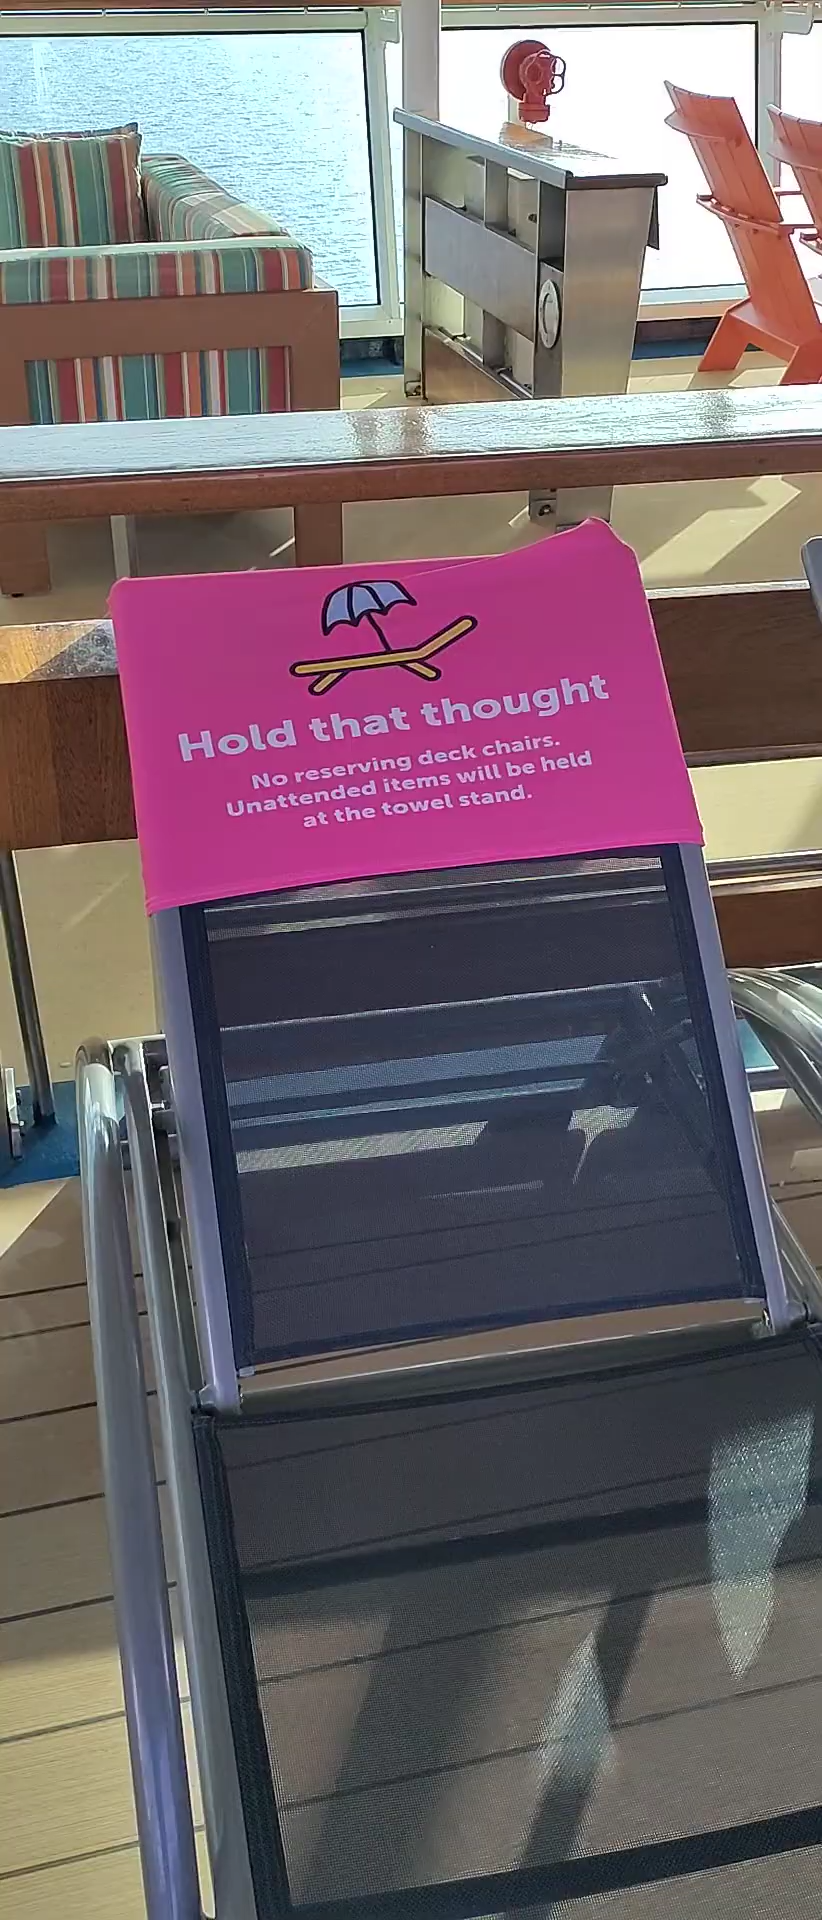 Hold that thought
No reserving deck chairs.
Unattended items will be held
at the towel stand.